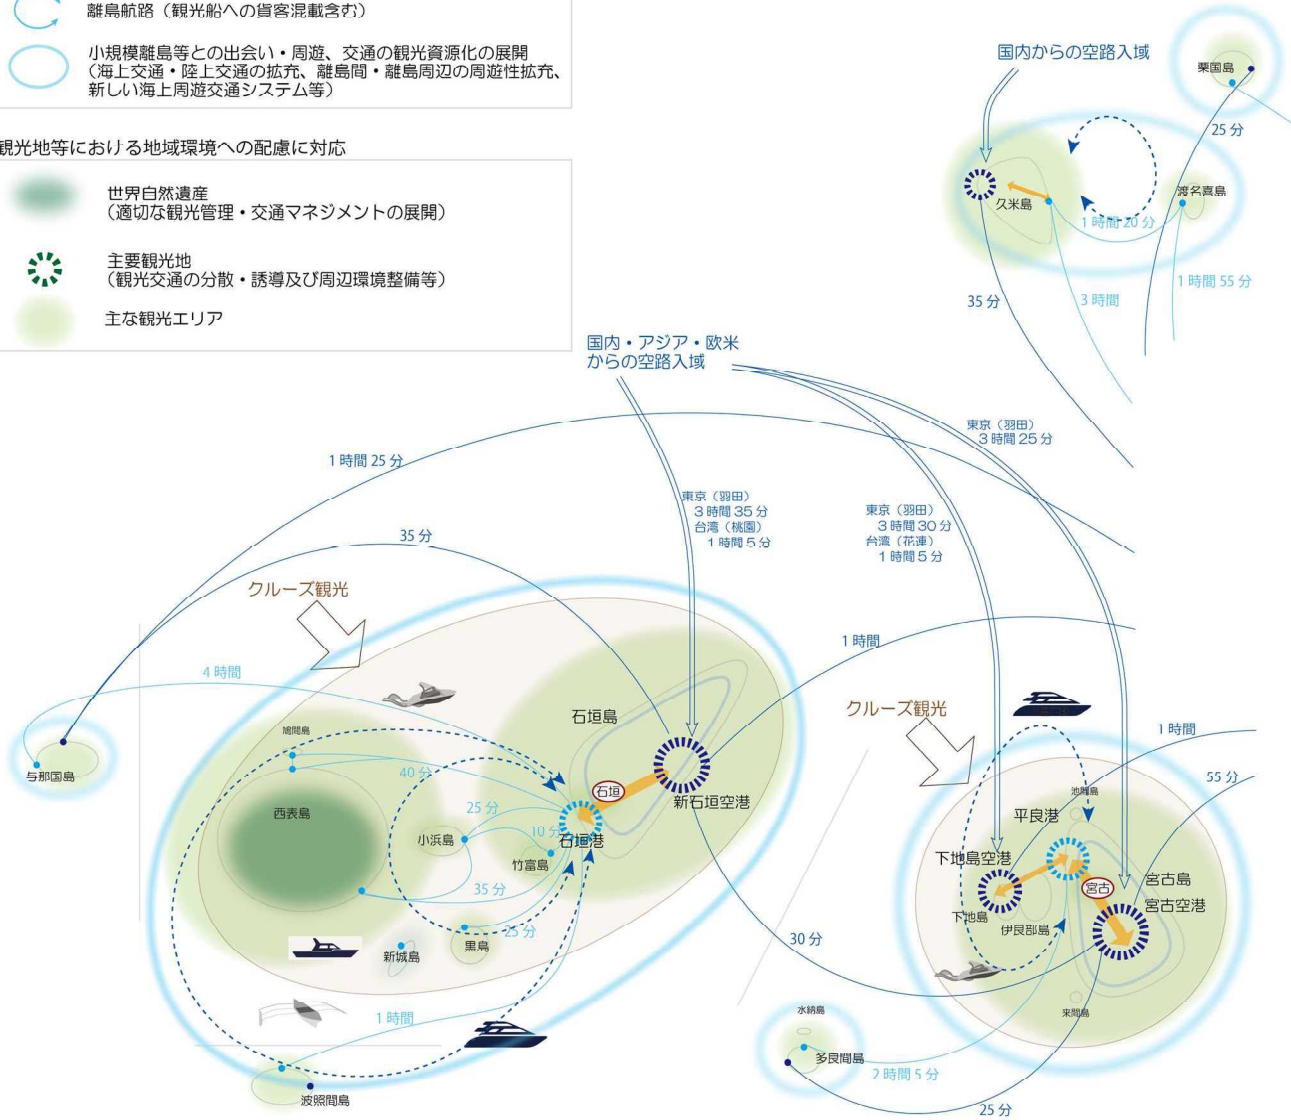 離島航路（観光船への貨客混載含む）
小規模離島等との出会い・周遊、交通の観光資源化の展開
（海上交通・陸上交通の拡充、離島間・離島周辺の周遊性拡充、
新しい海上周遊交通システム等）
観光地等における地域環境への配慮に対応
世界自然遺産
（適切な観光管理・交通マネジメントの展開）
主要観光地
（観光交通の分散・誘導及び周辺環境整備等）
主な観光エリア
国内からの空路入域
粟国島
25分
久米島
渡名喜島
1時間20分
1時間55分
35分
3時間
国内・アジア・欧米
からの空路入域
東京（羽田）
3時間25分
1時間25分
東京（羽田）
3時間35分
台湾（桃園）
1時間5分
東京（羽田）
3時間30分
台湾（花連）
1時間5分
35分
クルーズ観光
1時間
4時間
石垣島
クルーズ観光
鳩間島
1時間
与那国島
40分
石垣
新石垣空港
55分
西表島
25分
小浜島
10分
石垣港
竹富島
池間島
平良港
下地島空港
宮古
宮古島
宮古空港
35分
下地島
伊良部島
25分
黒島
新城島
30分
来間島
水納島
1時間
多良間島
2時間5分
波照間島
25分